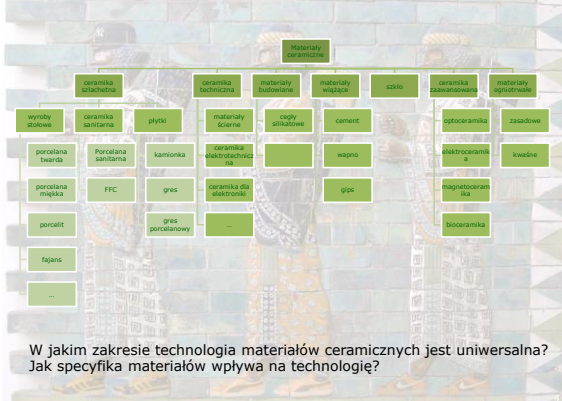 Materiały
ceramiczne
ceramika
szlachetna
ceramika
techniczna
materiały
budowlane
materiały
wiążące
szkło
ceramika
zaawansowana
materiały
ogniotrwałe
wyroby
stołowe
ceramika
sanitarna
płytki
materiały
ścierne
cegły
silikatowe
cement
optoceramika
zasadowe
porcelana
twarda
Porcelana
sanitarna
kamionka
ceramika
elektrotechnicz
na
wapno
elektroceramik
a
kwaśne
porcelana
miękka
FFC
gres
ceramika dla
elektroniki
gips
magnetoceram
ika
porcelit
gres
porcelanowy
...
bioceramika
fajans
...
W jakim zakresie technologia materiałów ceramicznych jest uniwersalna?
Jak specyfika materiałów wpływa na technologię?